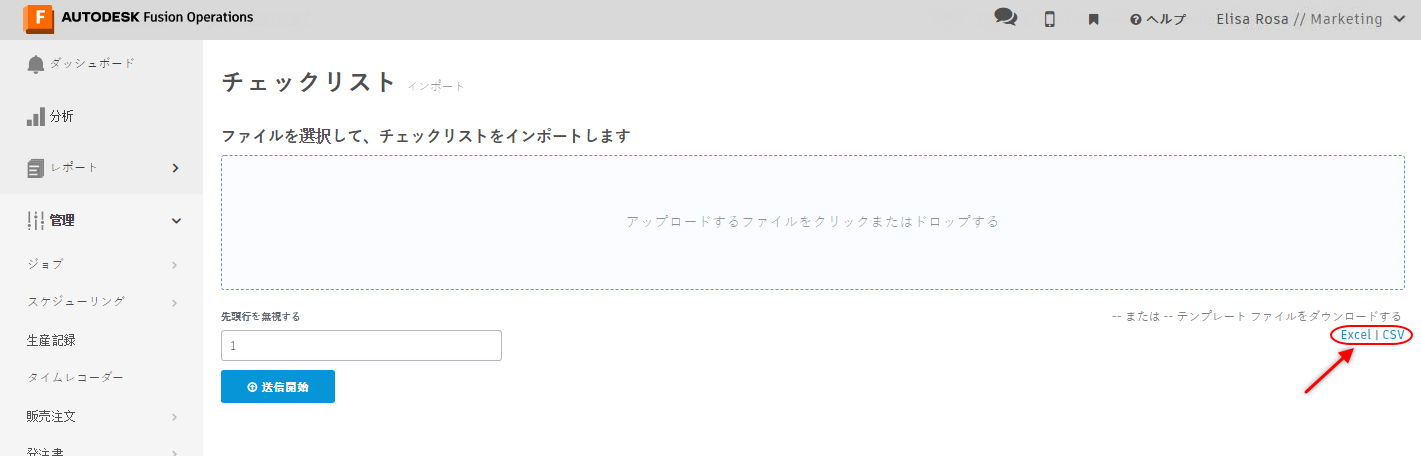 AUTODESK Fusion Operations
ヘルプ
Elisa Rosa // Marketing
ダッシュボード
分析
レポート
管理
ジョブ
スケジューリング
生産記録
タイムレコーダー
販売注文
発注書
チェックリスト インポート
ファイルを選択して、チェックリストをインポートします
アップロードするファイルをクリックまたはドロップする
先頭行を無視する
-- または -- テンプレート ファイルをダウンロードする
Excel | CSV
1
送信開始